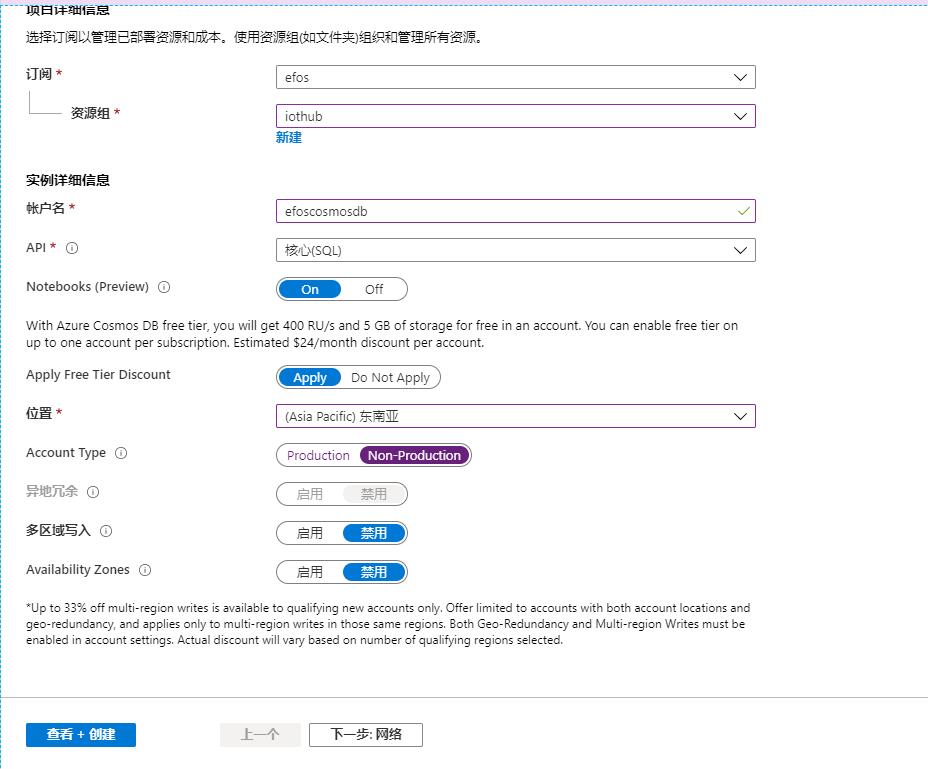 项目详细信息
选择订阅以管理已部署资源和成本。使用资源组(如文件夹)组织和管理所有资源。
订阅 * efos
资源组 * iothub
新建
实例详细信息
帐户名 * efoscosmosdb
API * 核心(SQL)
Notebooks (Preview) On Off
With Azure Cosmos DB free tier, you will get 400 RU/s and 5 GB of storage for free in an account. You can enable free tier on
up to one account per subscription. Estimated $24/month discount per account.
Apply Free Tier Discount Apply Do Not Apply
位置 * (Asia Pacific) 东南亚
Account Type Production Non-Production
异地冗余 启用 禁用
多区域写入 启用 禁用
Availability Zones 启用 禁用
*Up to 33% off multi-region writes is available to qualifying new accounts only. Offer limited to accounts with both account locations and
geo-redundancy, and applies only to multi-region writes in those same regions. Both Geo-Redundancy and Multi-region Writes must be
enabled in account settings. Actual discount will vary based on number of qualifying regions selected.
查看 + 创建 上一个 下一步: 网络